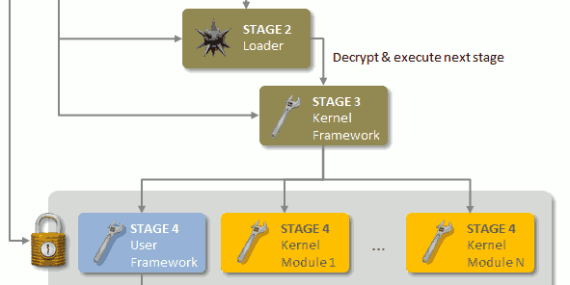 STAGE 2
Loader
Decrypt & execute next stage
STAGE 3
Kernel
Framework
STAGE 4
User
Framework
STAGE 4
Kernel
Module 1
...
STAGE 4
Kernel
Module N